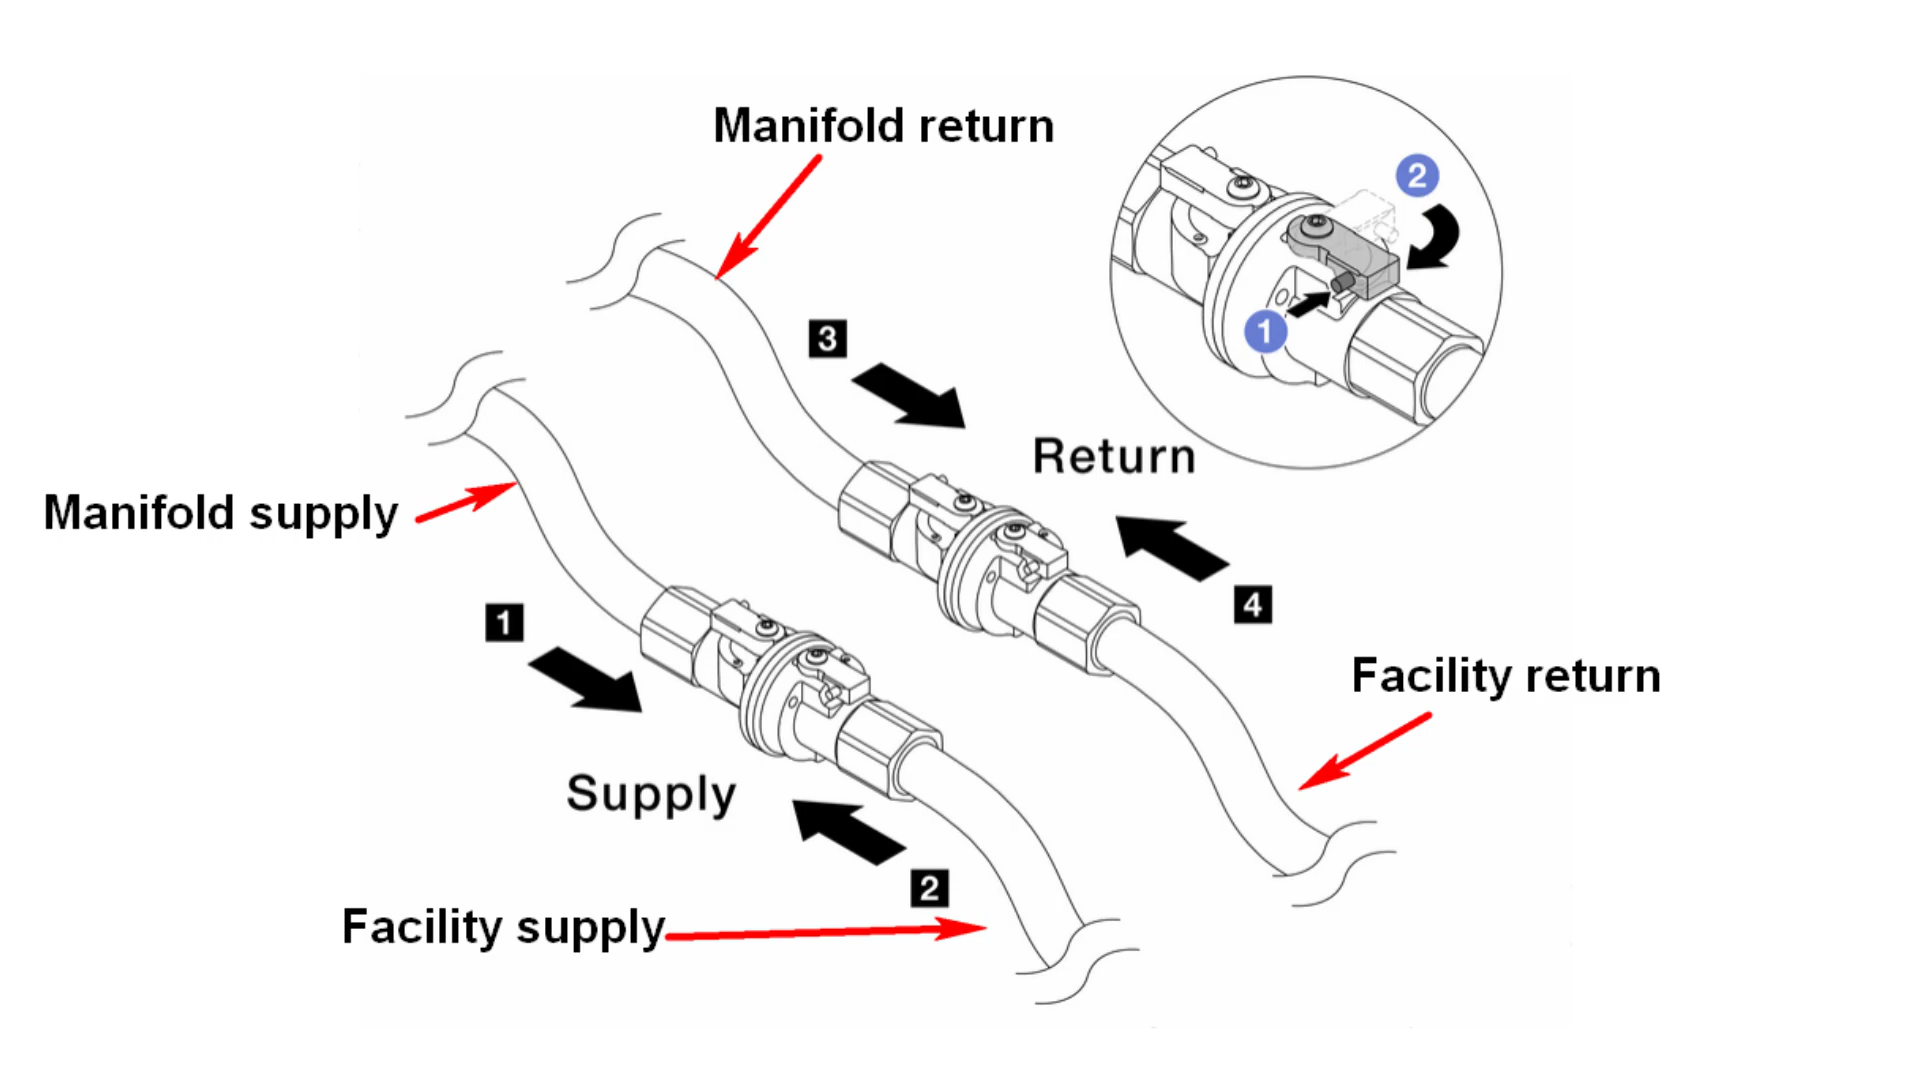 Manifold return
2
1
3
Return
Manifold supply
4
1
Facility return
Supply
2
Facility supply